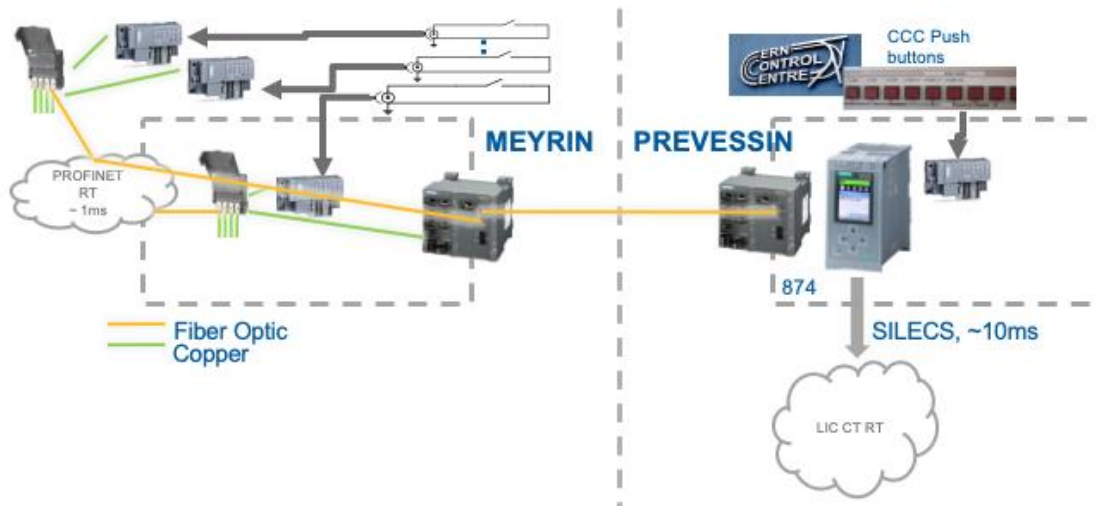 CERN
CONTROL
CENTRE
CCC Push
buttons
MEYRIN
PREVESSIN
PROFINET
RT
~ 1ms
874
Fiber Optic
Copper
SILECS, ~10ms
LIC CT RT